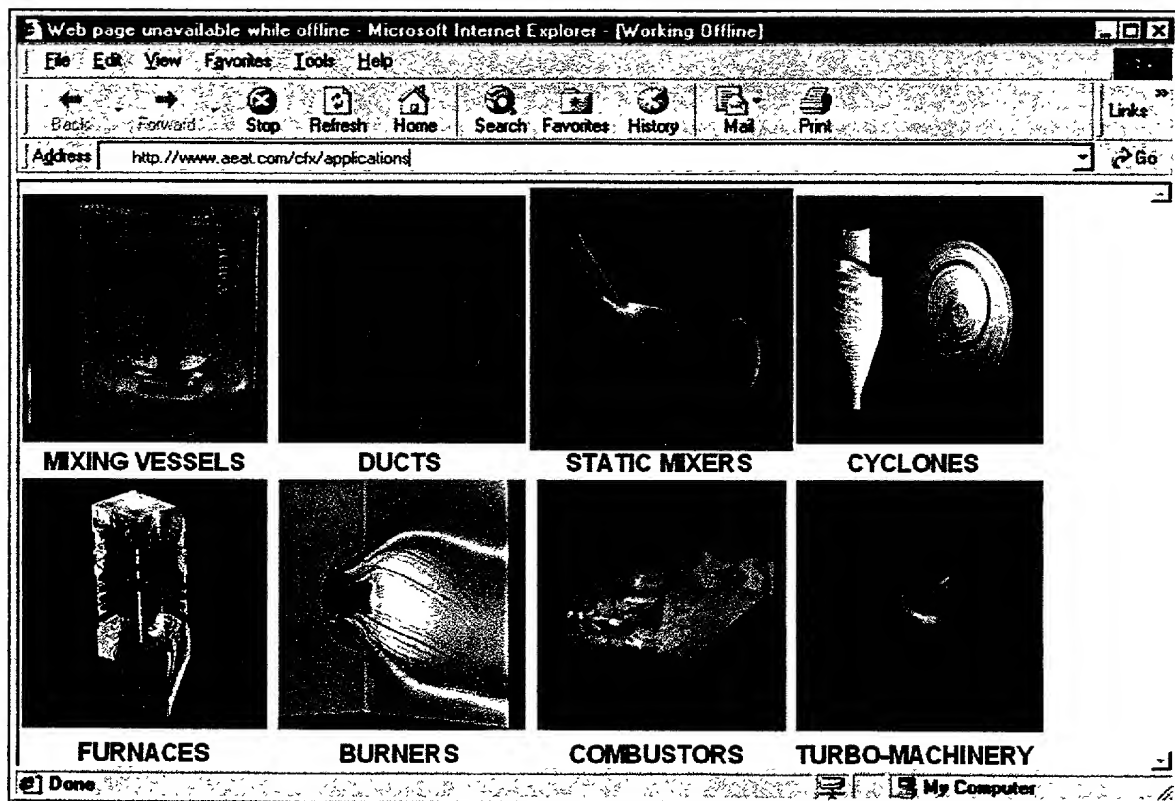 Web page unavailable while offline - Microsoft Internet Explorer - [Working Offline]
File Edit View Favorites Tools Help
Back Forward Stop Refresh Home Search Favorites History Mail Print Links »
Address http://www.aeat.com/cfx/applications Go
MIXING VESSELS DUCTS STATIC MIXERS CYCLONES
FURNACES BURNERS COMBUSTORS TURBO-MACHINERY
Done My Computer